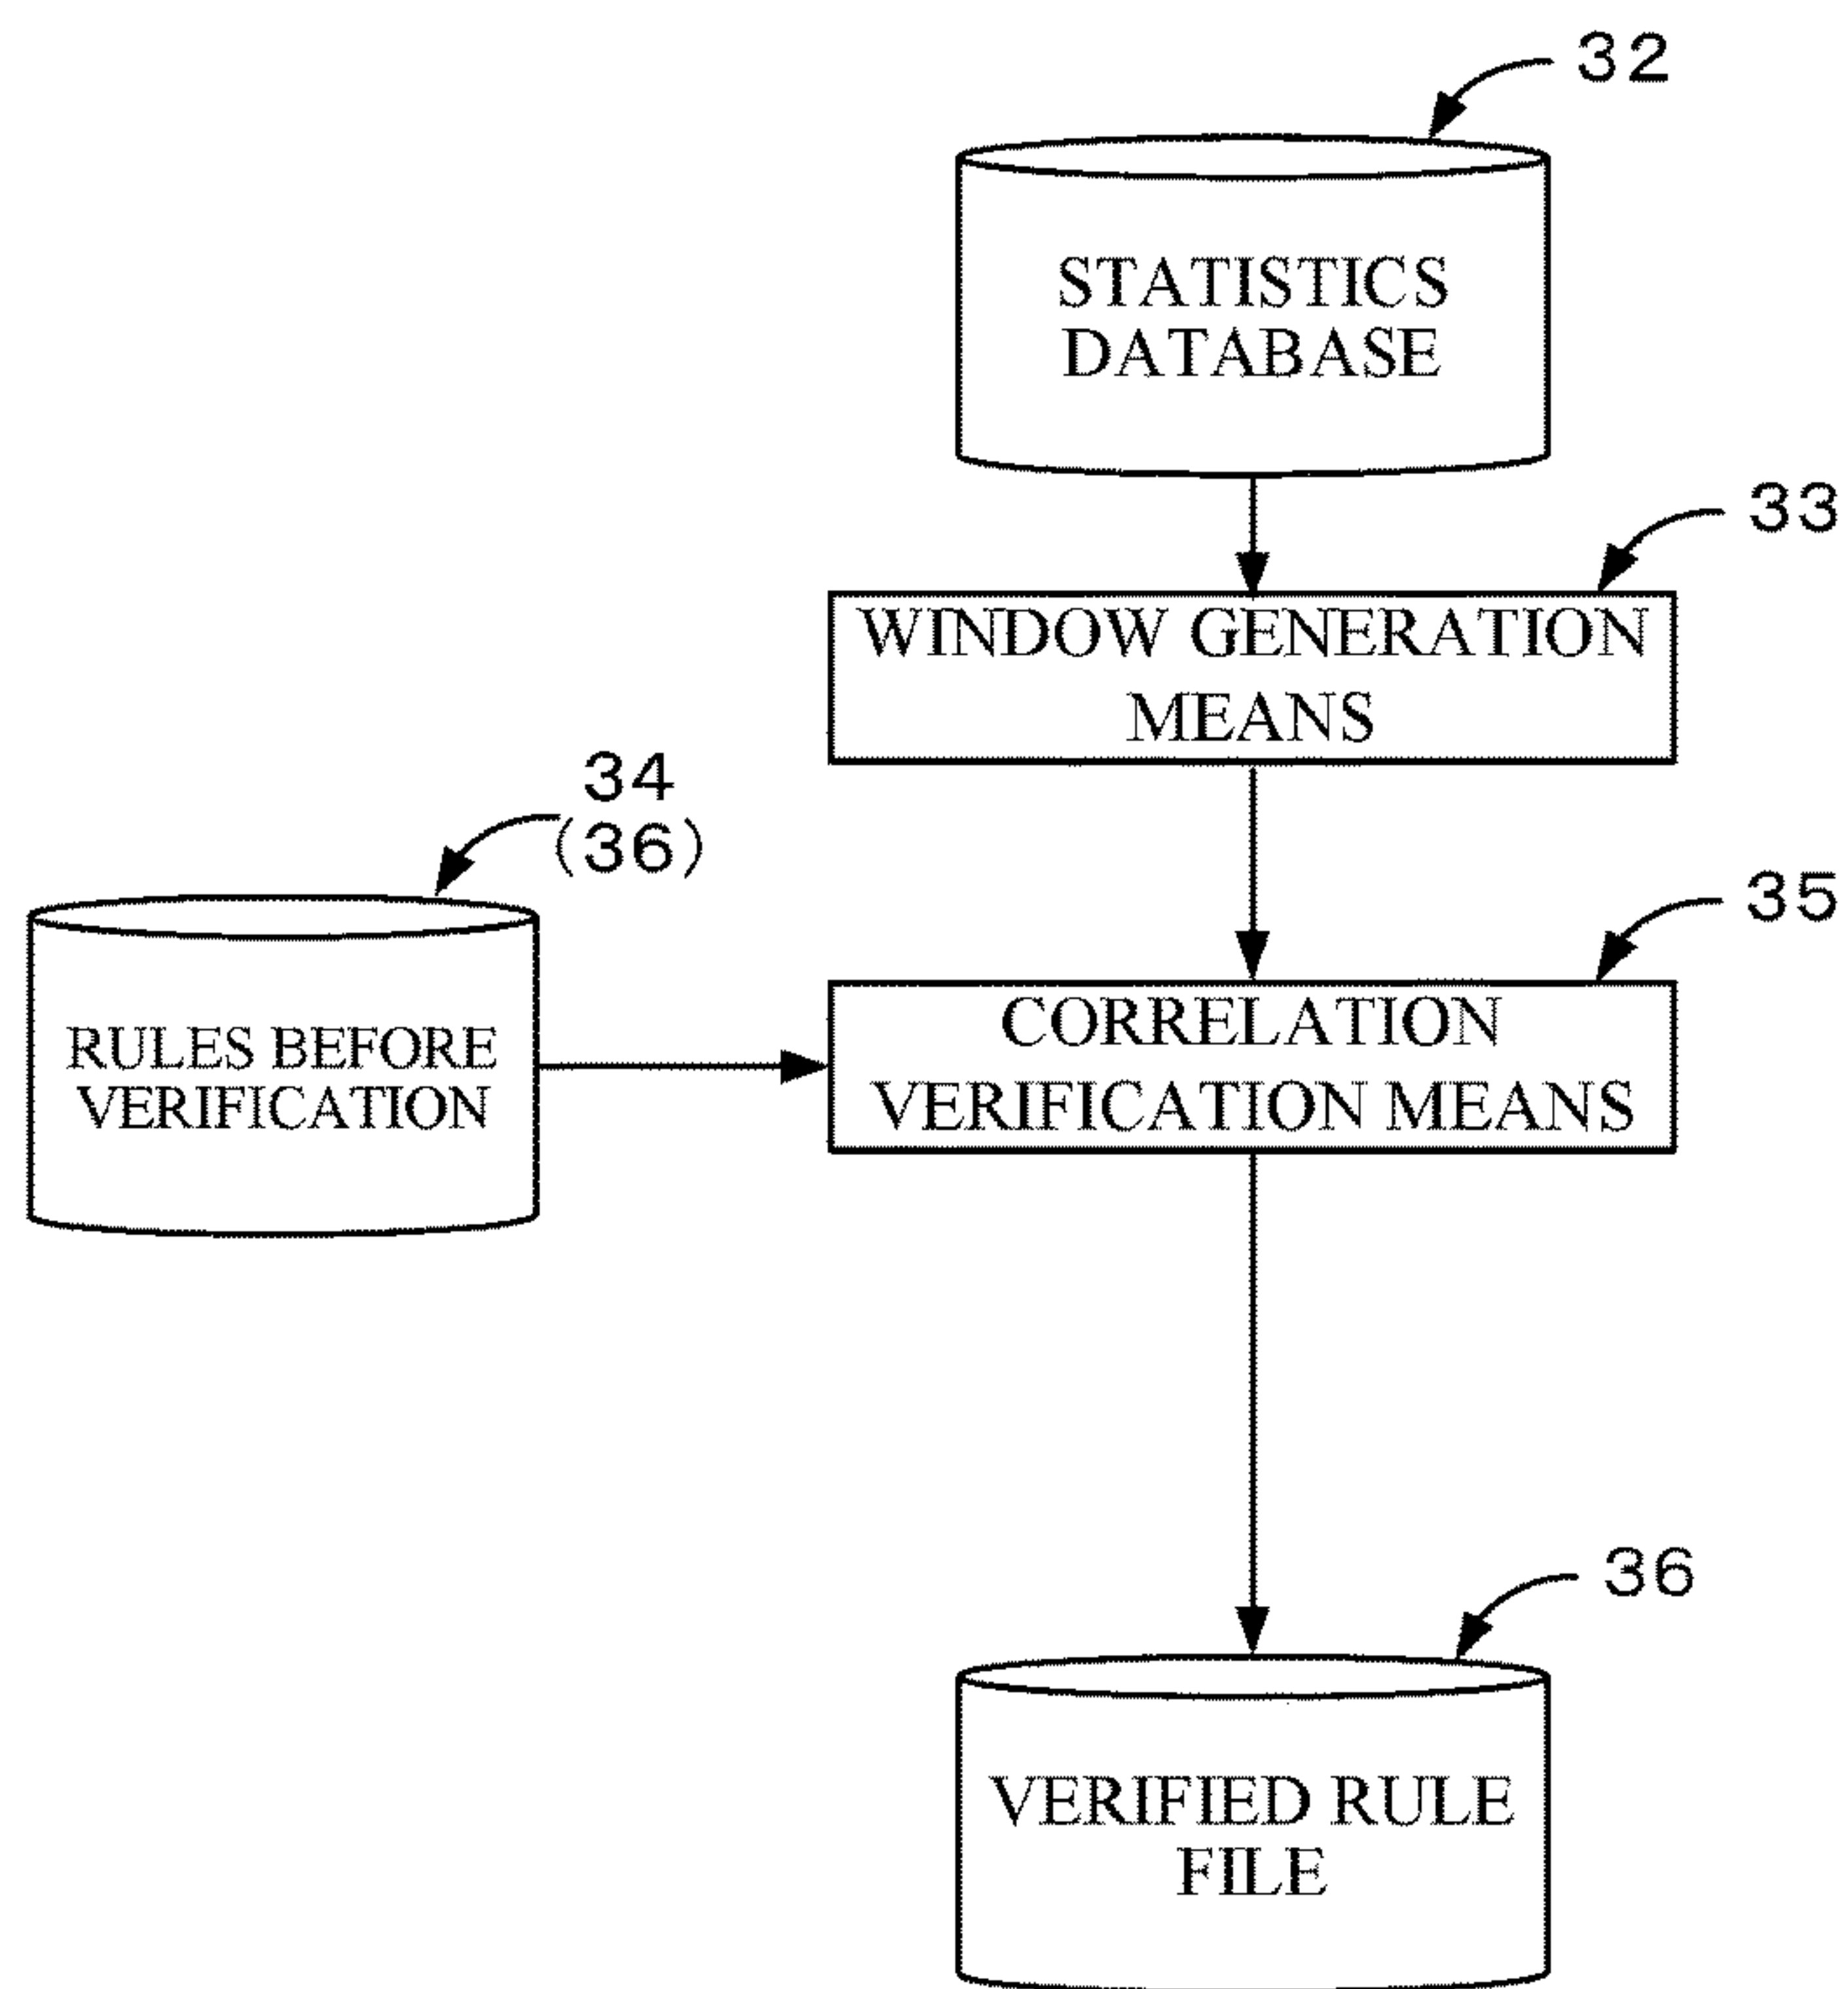 32
STATISTICS
DATABASE
33
WINDOW GENERATION
MEANS
34
(36)
RULES BEFORE
VERIFICATION
35
CORRELATION
VERIFICATION MEANS
36
VERIFIED RULE
FILE